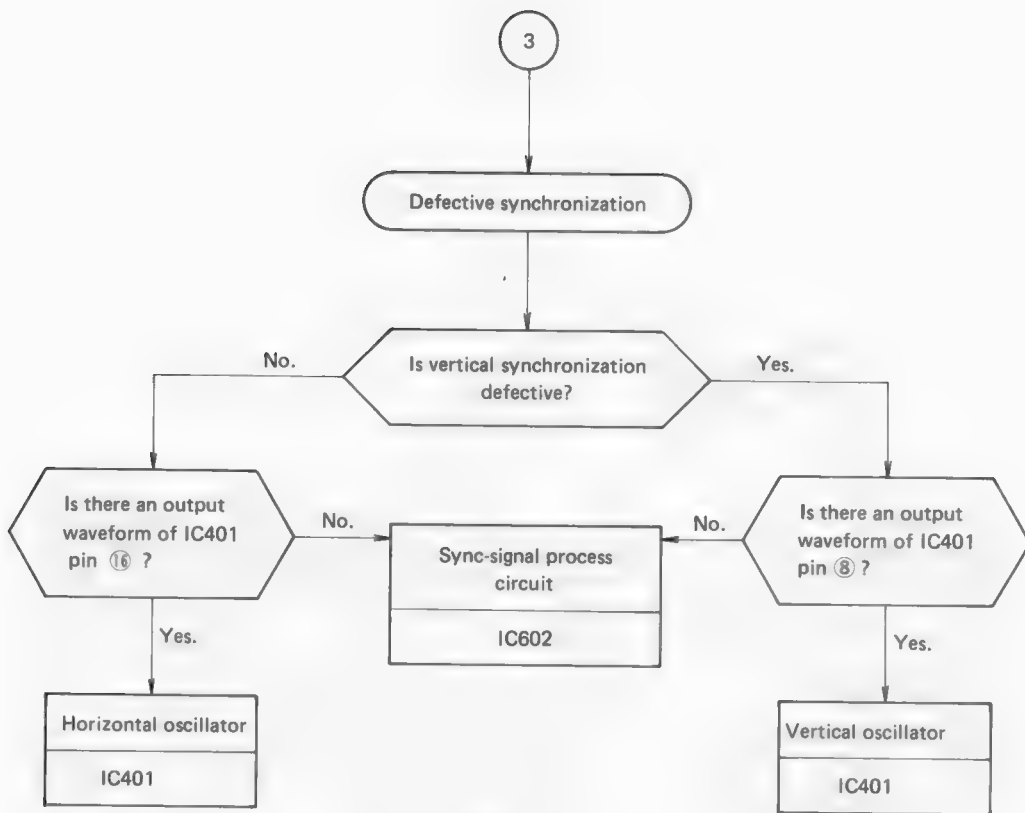 3
Defective synchronization
Is vertical synchronization
defective?
No.
Yes.
Is there an output
waveform of IC401
pin ⑯ ?
No.
Sync-signal process
circuit
IC602
No.
Is there an output
waveform of IC401
pin ⑧ ?
Yes.
Yes.
Horizontal oscillator
IC401
Vertical oscillator
IC401